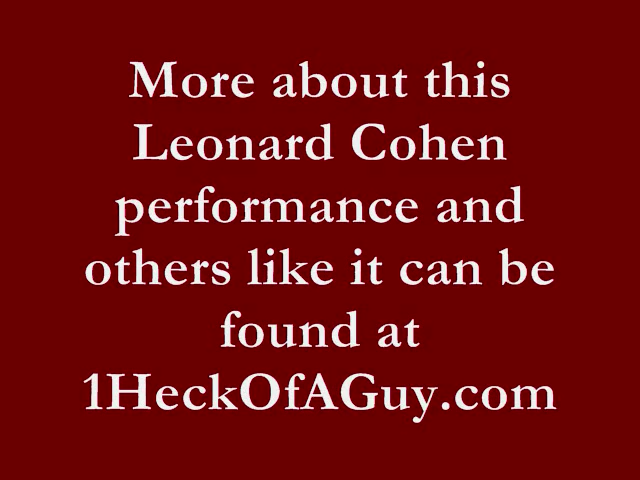 More about this
Leonard Cohen
performance and
others like it can be
found at
1HeckOfAGuy.com